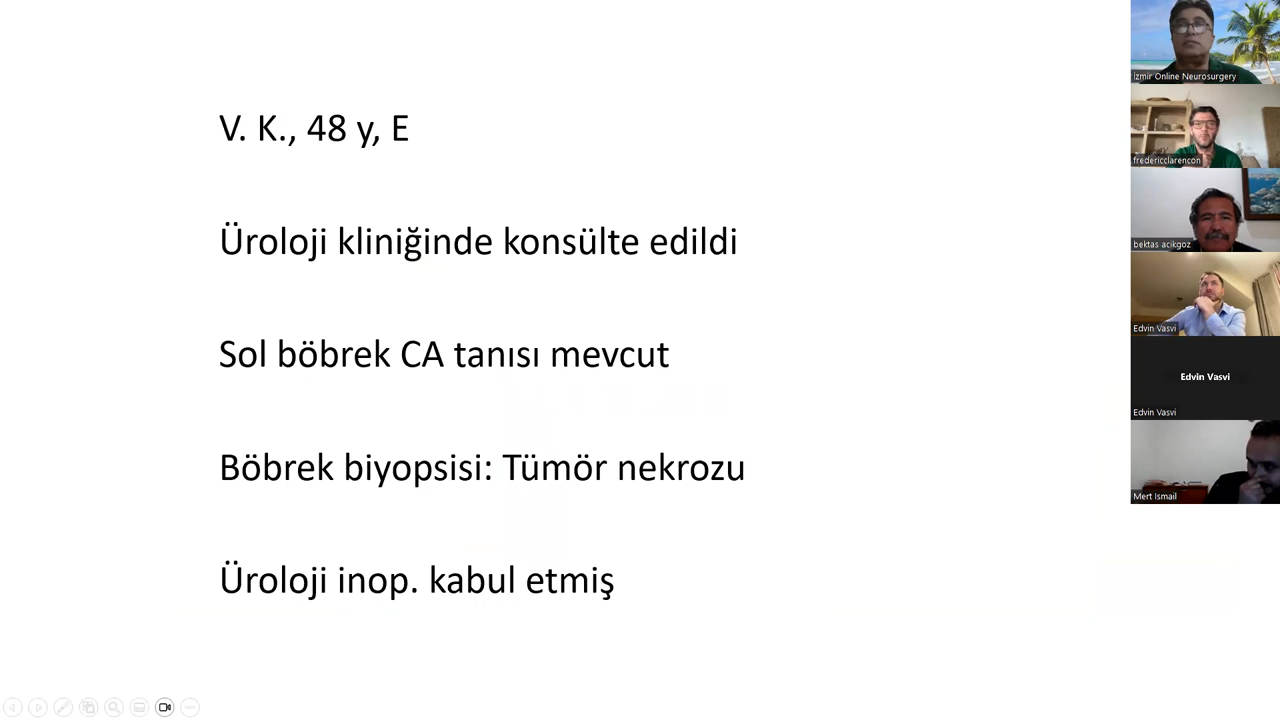 V. K., 48 y, E
Üroloji kliniğinde konsülte edildi
Sol böbrek CA tanısı mevcut
Böbrek biyopsisi: Tümör nekrozu
Üroloji inop. kabul etmiş
İzmir Online Neurosurgery
fredericclarencon
bektas acikgoz
Edvin Vasvi
Edvin Vasvi
Edvin Vasvi
Mert Ismail